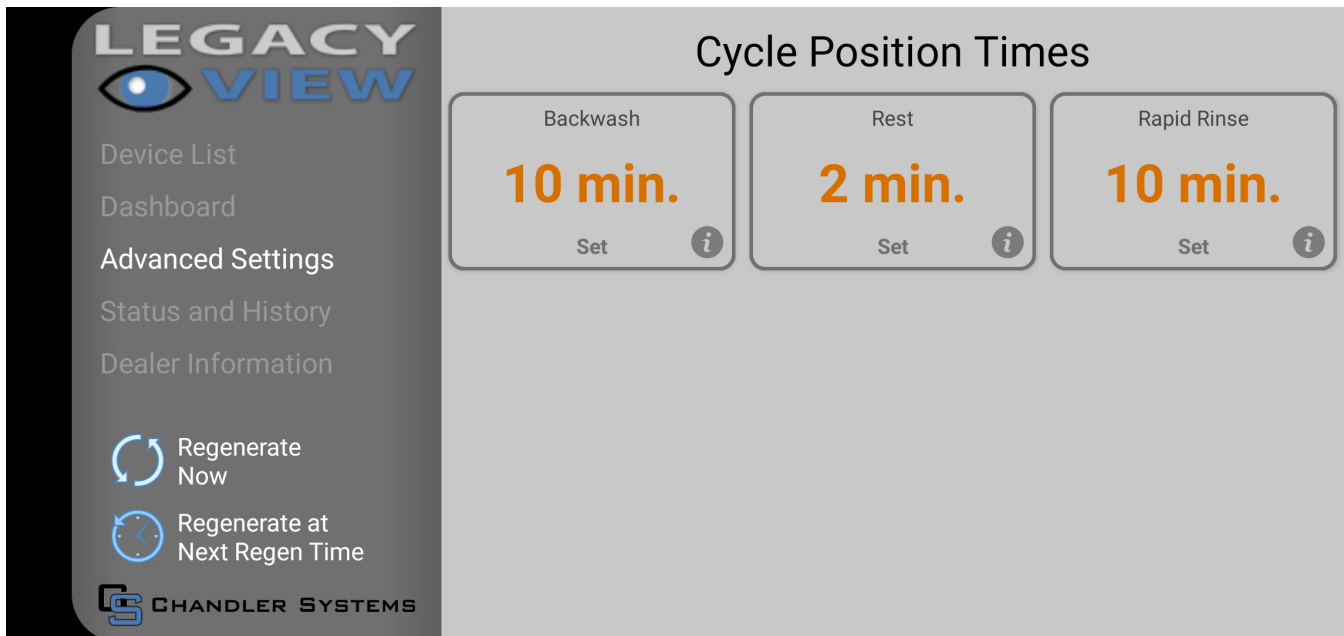 LEGACY
VIEW
Device List
Dashboard
Advanced Settings
Status and History
Dealer Information
Regenerate
Now
Regenerate at
Next Regen Time
CS CHANDLER SYSTEMS
Cycle Position Times
Backwash
10 min.
Set
i
Rest
2 min.
Set
i
Rapid Rinse
10 min.
Set
i